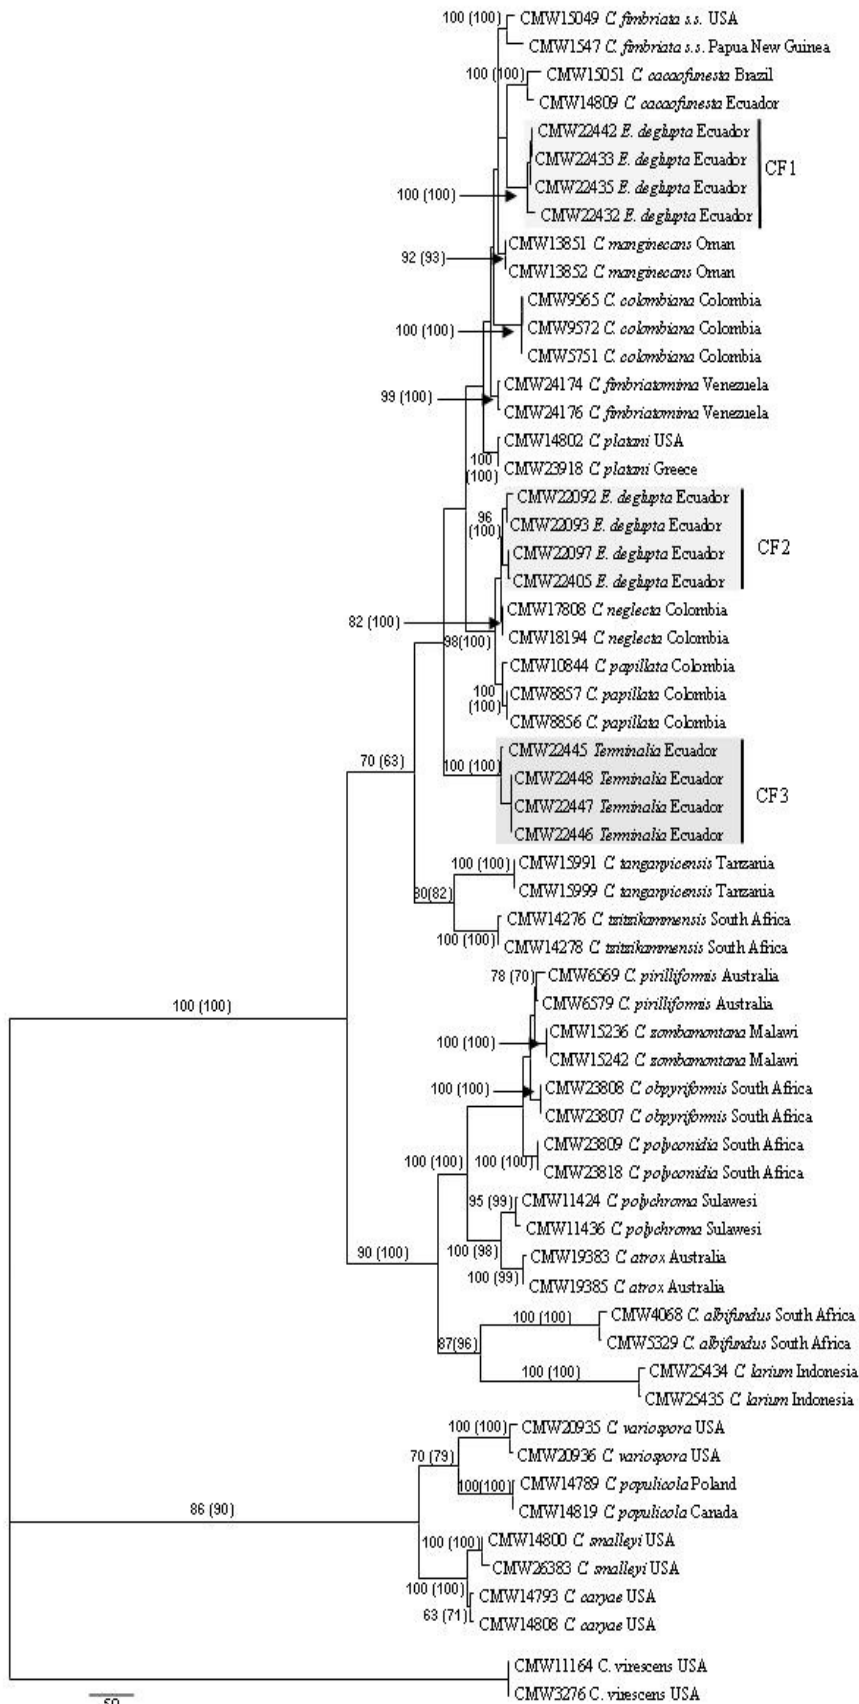 100 (100) CMW15049 C. fimbriata s.s. USA
CMW1547 C. fimbriata s.s. Papua New Guinea
100 (100) CMW15051 C. cacaofunesta Brazil
CMW14809 C. cacaofunesta Ecuador
CMW22442 E. deglupta Ecuador
CMW22433 E. deglupta Ecuador
CF1
CMW22435 E. deglupta Ecuador
100 (100)
CMW22432 E. deglupta Ecuador
CMW13851 C. manginecans Oman
92 (93)
CMW13852 C. manginecans Oman
CMW9565 C. colombiana Colombia
100 (100) CMW9572 C. colombiana Colombia
CMW5751 C. colombiana Colombia
CMW24174 C. fimbriatomima Venezuela
99 (100)
CMW24176 C. fimbriatomima Venezuela
CMW14802 C. platani USA
100
(100) CMW23918 C. platani Greece
CMW22092 E. deglupta Ecuador
96
(100) CMW22093 E. deglupta Ecuador
CMW22097 E. deglupta Ecuador
CF2
CMW22405 E. deglupta Ecuador
CMW17808 C. neglecta Colombia
82 (100)
CMW18194 C. neglecta Colombia
98(100)
CMW10844 C. papillata Colombia
100
(100) CMW8857 C. papillata Colombia
CMW8856 C. papillata Colombia
CMW22445 Terminalia Ecuador
70 (63) 100 (100)
CMW22448 Terminalia Ecuador
CF3
CMW22447 Terminalia Ecuador
CMW22446 Terminalia Ecuador
100 (100) CMW15991 C. tanganyicensis Tanzania
80(82) CMW15999 C. tanganyicensis Tanzania
CMW14276 C. tsitsikammensis South Africa
100 (100) CMW14278 C. tsitsikammensis South Africa
78 (70) CMW6569 C. pirilliformis Australia
CMW6579 C. pirilliformis Australia
100 (100)
CMW15236 C. zombamontana Malawi
100 (100)
CMW15242 C. zombamontana Malawi
100 (100) CMW23808 C. obpyriformis South Africa
CMW23807 C. obpyriformis South Africa
CMW23809 C. polyconidia South Africa
100 (100) 100 (100)
CMW23818 C. polyconidia South Africa
95 (99) CMW11424 C. polychroma Sulawesi
CMW11436 C. polychroma Sulawesi
90 (100) 100 (98) CMW19383 C. atrox Australia
100 (99) CMW19385 C. atrox Australia
100 (100) CMW4068 C. albifundus South Africa
87(96) CMW5329 C. albifundus South Africa
100 (100) CMW25434 C. larium Indonesia
CMW25435 C. larium Indonesia
100 (100) CMW20935 C. variospora USA
70 (79) CMW20936 C. variospora USA
100(100) CMW14789 C. populicola Poland
86 (90) CMW14819 C. populicola Canada
100 (100) CMW14800 C. smalleyi USA
CMW26383 C. smalleyi USA
100 (100) CMW14793 C. caryae USA
63 (71) CMW14808 C. caryae USA
CMW11164 C. virescens USA
CMW3276 C. virescens USA
50